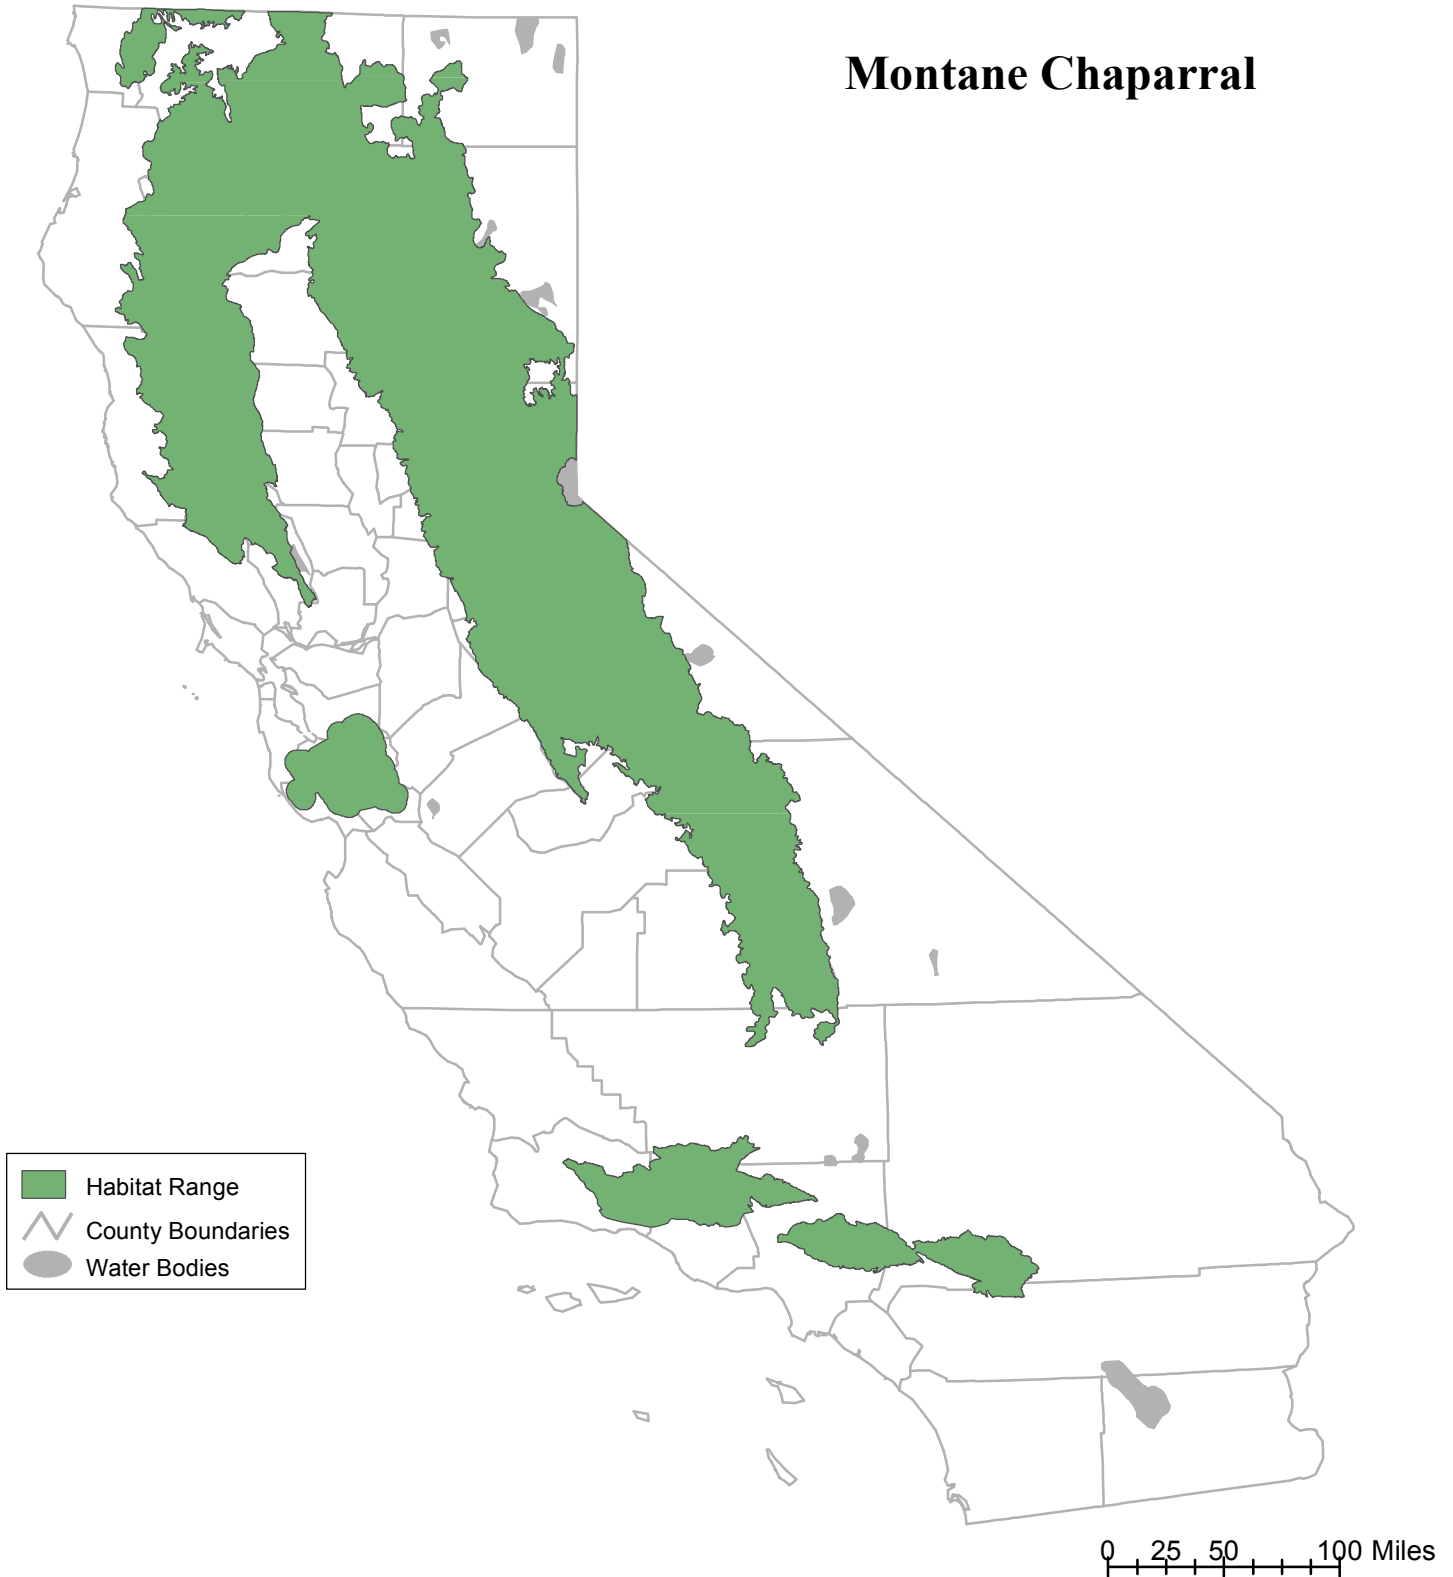 Montane Chaparral
Habitat Range
County Boundaries
Water Bodies
0 25 50 100 Miles